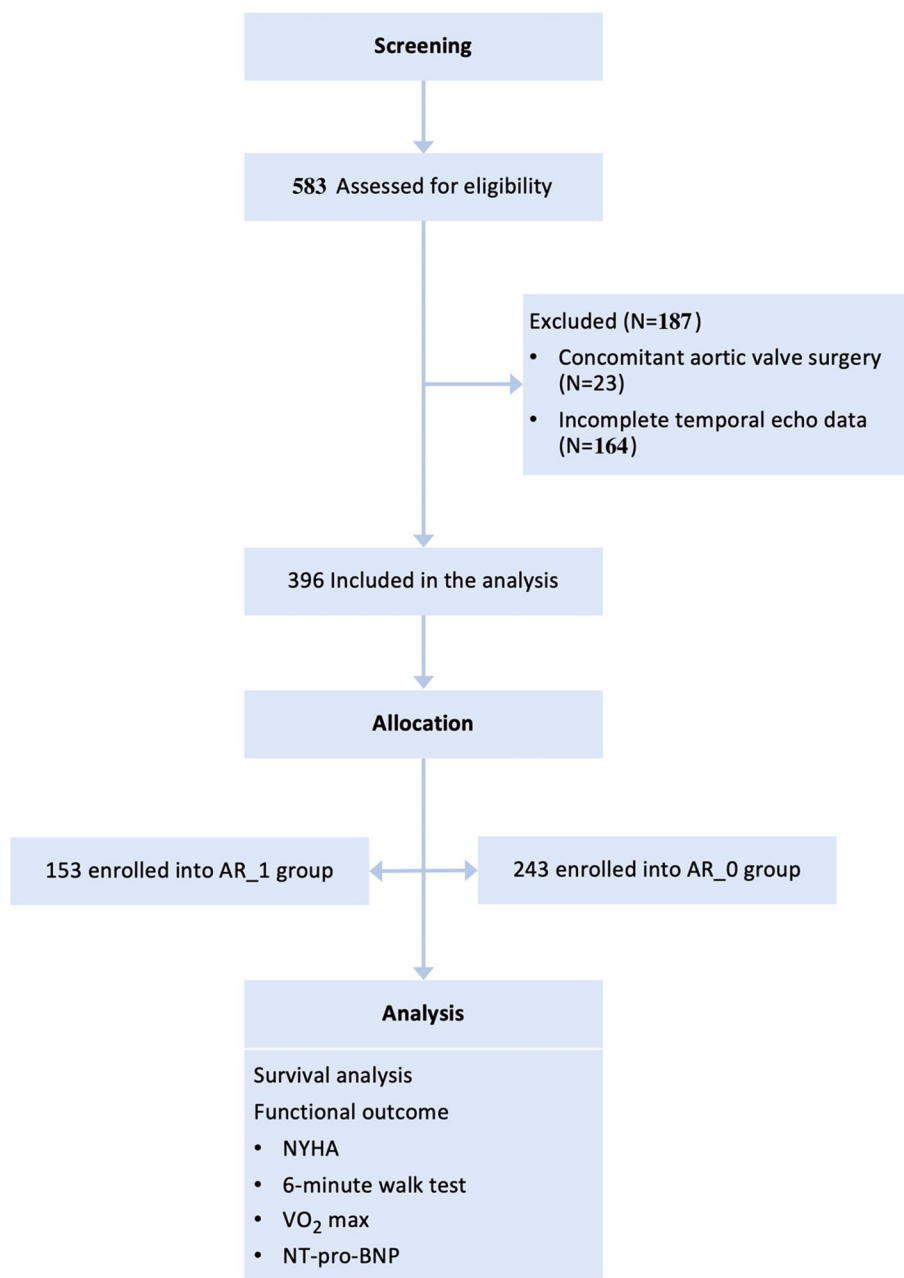 Screening
583 Assessed for eligibility
Excluded (N=187)
• Concomitant aortic valve surgery
(N=23)
• Incomplete temporal echo data
(N=164)
396 Included in the analysis
Allocation
153 enrolled into AR_1 group
243 enrolled into AR_0 group
Analysis
Survival analysis
Functional outcome
• NYHA
• 6-minute walk test
• VO₂ max
• NT-pro-BNP